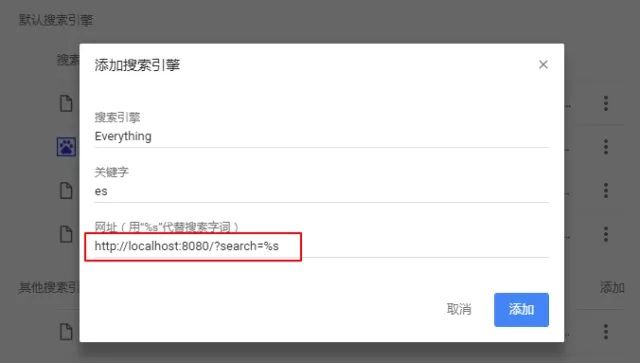 默认搜索引擎
搜索
添加搜索引擎
搜索引擎
Everything
关键字
es
网址（用“%s”代替搜索字词）
http://localhost:8080/?search=%s
其他搜索引
添加
取消
添加